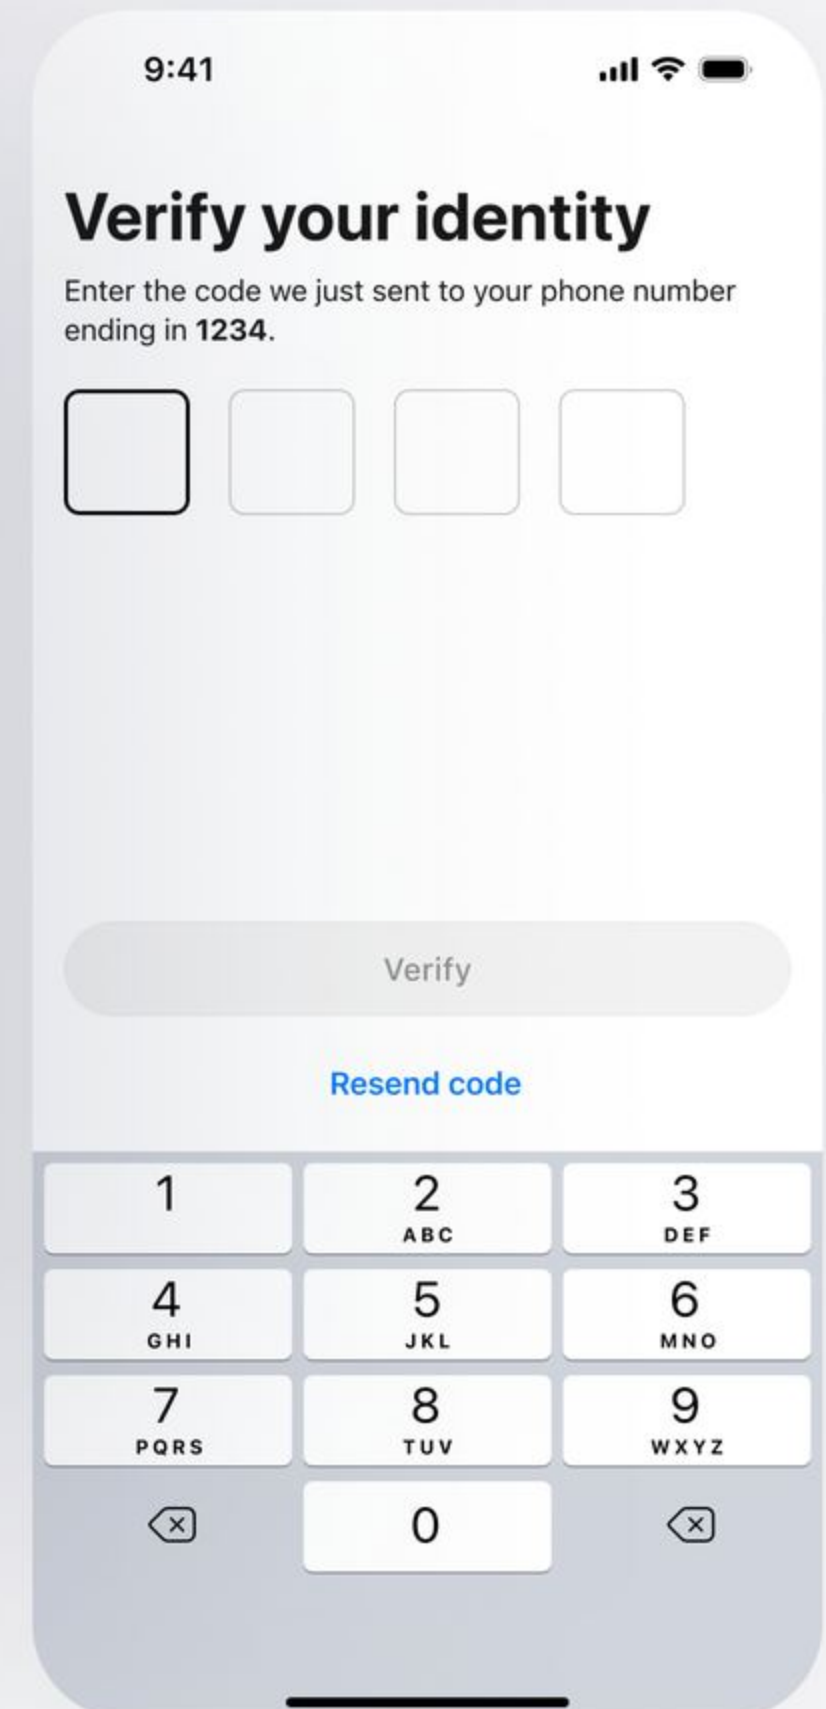 9:41
Verify your identity
Enter the code we just sent to your phone number
ending in 1234.
Verify
Resend code
1
2
3
ABC
DEF
4
5
6
GHI
JKL
MNO
7
8
9
PQRS
TUV
WXYZ
0